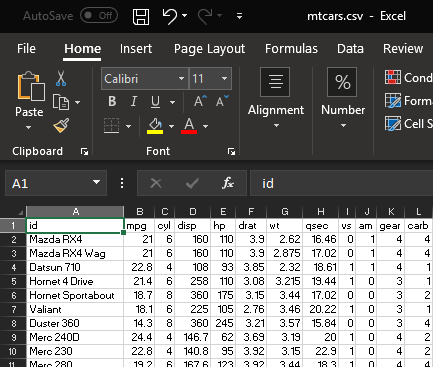 AutoSave Off mtcars.csv - Excel
File Home Insert Page Layout Formulas Data Review
Calibri 11
Paste B I U A A Alignment Number Cond
Forma
Cell S
Clipboard Font
A1 fx id
A B C D E F G H I J K L
1 id mpg cyl disp hp drat wt qsec vs am gear carb
2 Mazda RX4 21 6 160 110 3.9 2.62 16.46 0 1 4 4
3 Mazda RX4 Wag 21 6 160 110 3.9 2.875 17.02 0 1 4 4
4 Datsun 710 22.8 4 108 93 3.85 2.32 18.61 1 1 4 1
5 Hornet 4 Drive 21.4 6 258 110 3.08 3.215 19.44 1 0 3 1
6 Hornet Sportabout 18.7 8 360 175 3.15 3.44 17.02 0 0 3 2
7 Valiant 18.1 6 225 105 2.76 3.46 20.22 1 0 3 1
8 Duster 360 14.3 8 360 245 3.21 3.57 15.84 0 0 3 4
9 Merc 240D 24.4 4 146.7 62 3.69 3.19 20 1 0 4 2
10 Merc 230 22.8 4 140.8 95 3.92 3.15 22.9 1 0 4 2
11 Merc 280 19.2 6 167.6 123 3.92 3.44 18.3 1 0 4 4